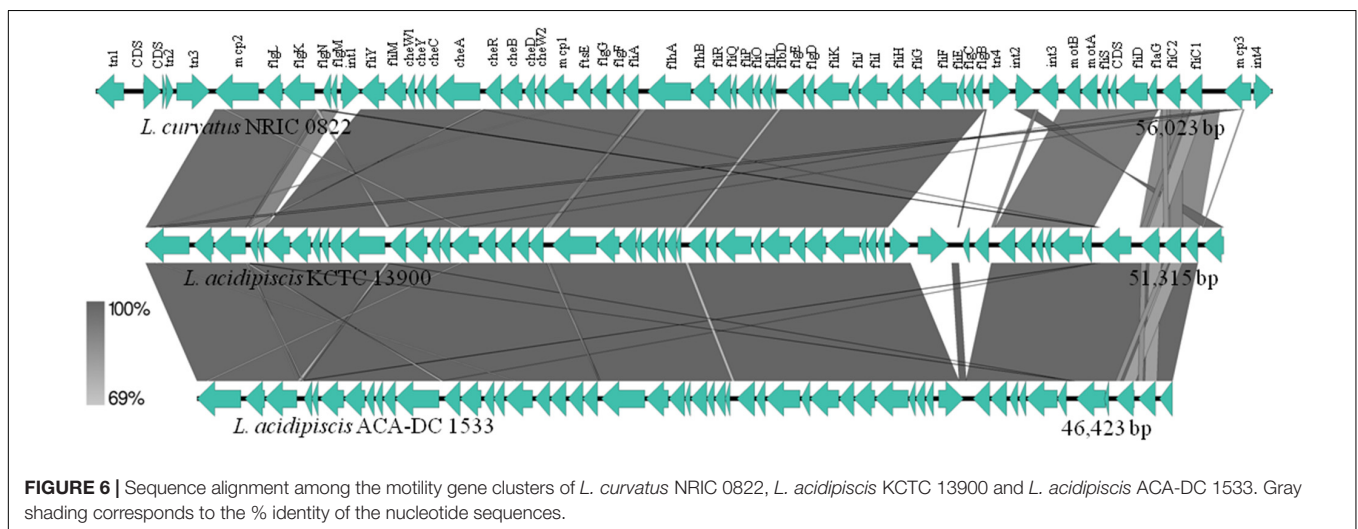 tn1 CDS CDS tn2 tn3 mcp2 flgL flgK flgN flgM int1 fliY fliM cheW1 cheY cheC cheA cheR cheB cheD cheW2 mcp1 ftsE flgG flgF fliA flhA flhB fliR fliQ fliP fliO fliL flbD flgE flgD fliK fliJ fliI fliH fliG fliF fliE flgC flgB tr4 int2 int3 motB motA fliS CDS fliD flaG fliC2 fliC1 mcp3 int4
L. curvatus NRIC 0822 56,023 bp
L. acidipiscis KCTC 13900 51,315 bp
100%
69%
L. acidipiscis ACA-DC 1533 46,423 bp
FIGURE 6 | Sequence alignment among the motility gene clusters of L. curvatus NRIC 0822, L. acidipiscis KCTC 13900 and L. acidipiscis ACA-DC 1533. Gray
shading corresponds to the % identity of the nucleotide sequences.